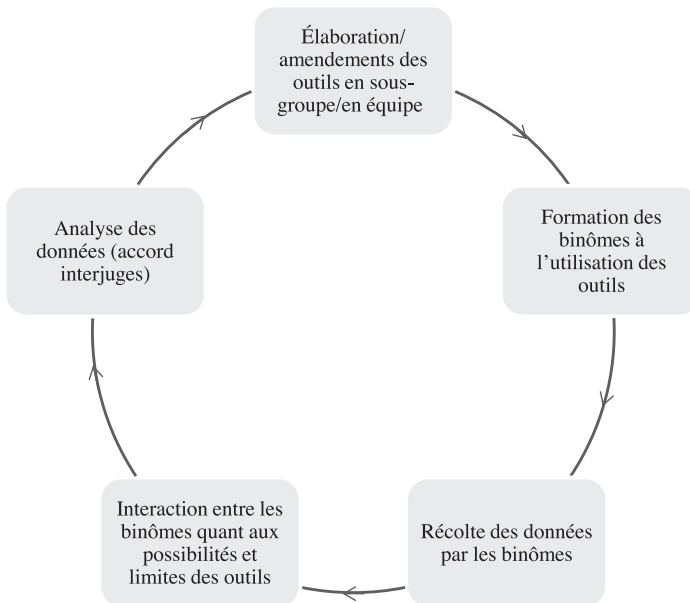 Élaboration/
amendements des
outils en sous-
groupe/en équipe
Formation des
binômes à
l’utilisation des
outils
Récolte des données
par les binômes
Interaction entre les
binômes quant aux
possibilités et
limites des outils
Analyse des
données (accord
interjuges)